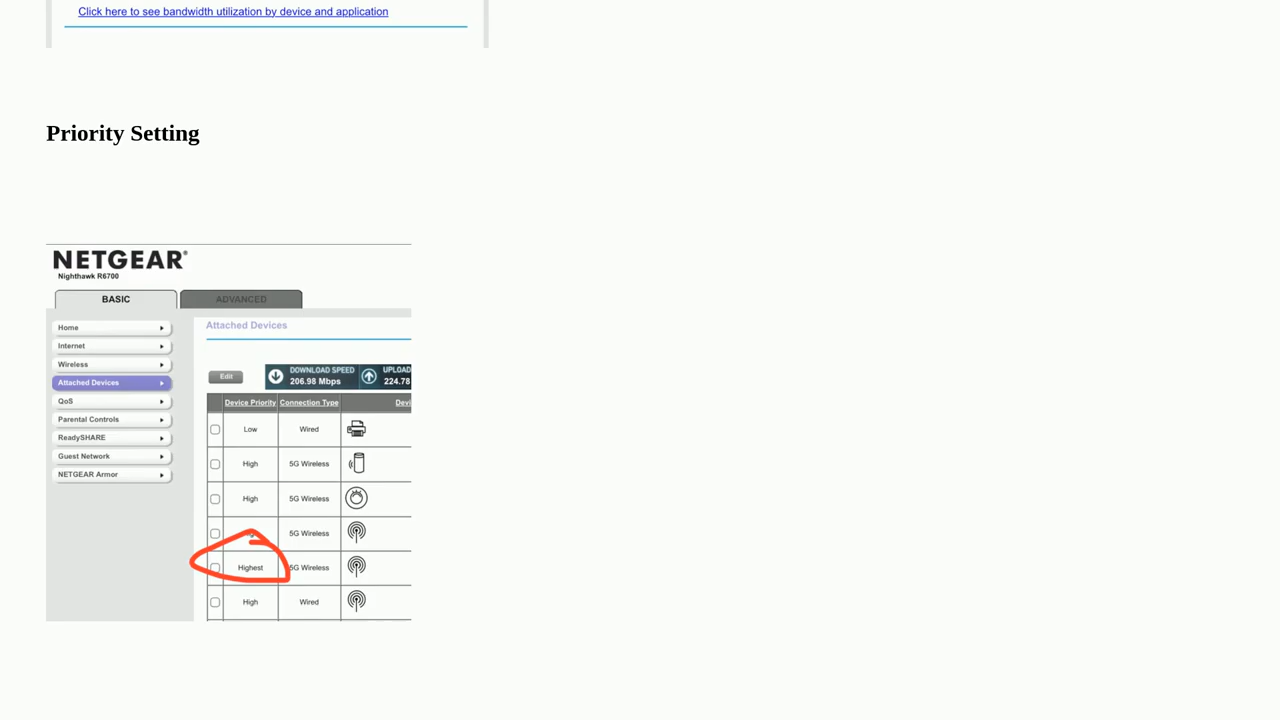 Click here to see bandwidth utilization by device and application
Priority Setting
NETGEAR®
Nighthawk R6700
BASIC
ADVANCED
Home
Internet
Wireless
Attached Devices
QoS
Parental Controls
ReadySHARE
Guest Network
NETGEAR Armor
Attached Devices
Edit
DOWNLOAD SPEED
206.98 Mbps
UPLOAD
224.78
Device Priority Connection Type Devi
Low Wired
High 5G Wireless
High 5G Wireless
5G Wireless
Highest 5G Wireless
High Wired